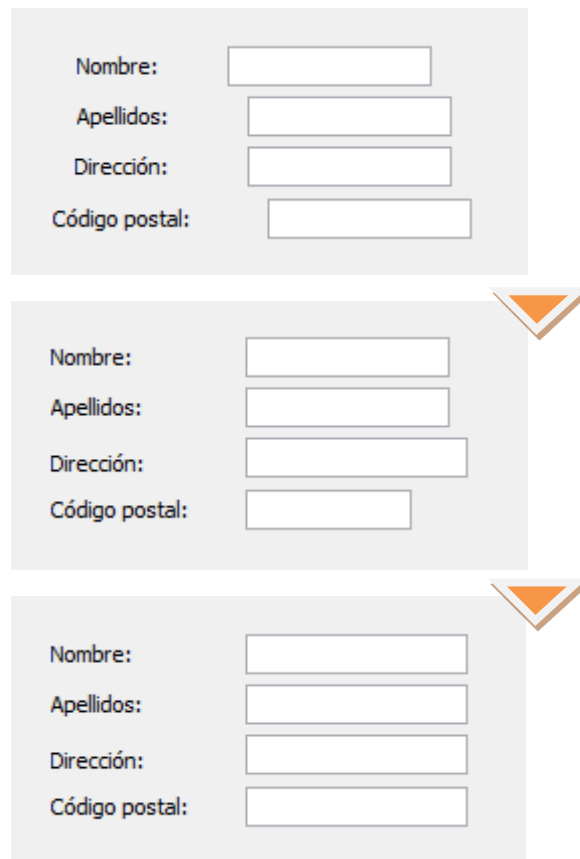 Nombre:
Apellidos:
Dirección:
Código postal:
Nombre:
Apellidos:
Dirección:
Código postal:
Nombre:
Apellidos:
Dirección:
Código postal: